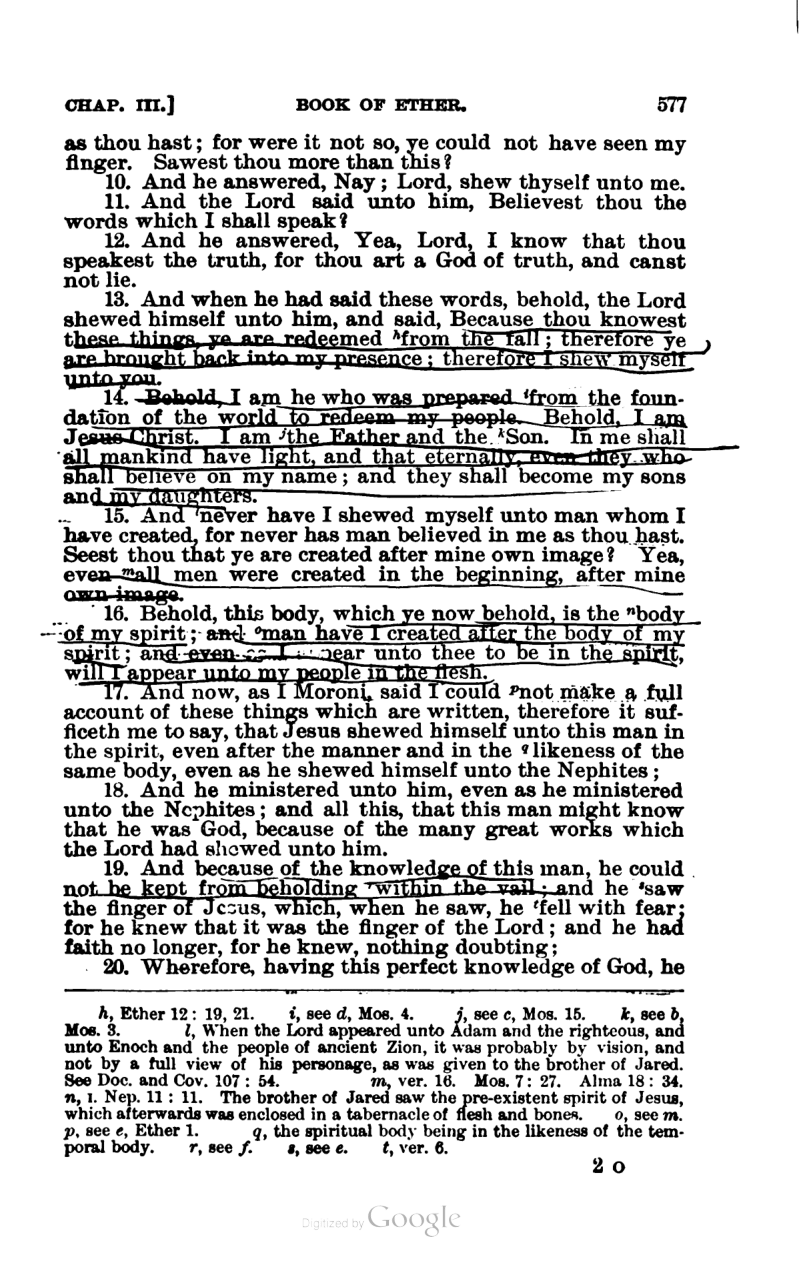 CHAP. III.] BOOK OF ETHER. 577
as thou hast; for were it not so, ye could not have seen my
finger. Sawest thou more than this?
10. And he answered, Nay; Lord, shew thyself unto me.
11. And the Lord said unto him, Believest thou the
words which I shall speak?
12. And he answered, Yea, Lord, I know that thou
speakest the truth, for thou art a God of truth, and canst
not lie.
13. And when he had said these words, behold, the Lord
shewed himself unto him, and said, Because thou knowest
these things, ye are redeemed ʰfrom the fall; therefore ye
are brought back into my presence; therefore I shew myself
unto you.
14. Behold, I am he who was prepared ⁱfrom the foun-
dation of the world to redeem my people. Behold, I am
Jesus Christ. I am ʲthe Father and the ᵏSon. In me shall
all mankind have light, and that eternally, even they who
shall believe on my name; and they shall become my sons
and my daughters.
15. And ˡnever have I shewed myself unto man whom I
have created, for never has man believed in me as thou hast.
Seest thou that ye are created after mine own image? Yea,
even ᵐall men were created in the beginning, after mine
own image.
16. Behold, this body, which ye now behold, is the ⁿbody
of my spirit; and ᵒman have I created after the body of my
spirit; and even as I appear unto thee to be in the spirit,
will I appear unto my people in the flesh.
17. And now, as I Moroni, said I could ᵖnot make a full
account of these things which are written, therefore it suf-
ficeth me to say, that Jesus shewed himself unto this man in
the spirit, even after the manner and in the 𐞥likeness of the
same body, even as he shewed himself unto the Nephites;
18. And he ministered unto him, even as he ministered
unto the Nephites; and all this, that this man might know
that he was God, because of the many great works which
the Lord had shewed unto him.
19. And because of the knowledge of this man, he could
not be kept from beholding ʳwithin the vail; and he ˢsaw
the finger of Jesus, which, when he saw, he ᵗfell with fear;
for he knew that it was the finger of the Lord; and he had
faith no longer, for he knew, nothing doubting;
20. Wherefore, having this perfect knowledge of God, he
h, Ether 12: 19, 21. i, see d, Mos. 4. j, see c, Mos. 15. k, see b,
Mos. 3. l, When the Lord appeared unto Adam and the righteous, and
unto Enoch and the people of ancient Zion, it was probably by vision, and
not by a full view of his personage, as was given to the brother of Jared.
See Doc. and Cov. 107: 54. m, ver. 16. Mos. 7: 27. Alma 18: 34.
n, 1. Nep. 11: 11. The brother of Jared saw the pre-existent spirit of Jesus,
which afterwards was enclosed in a tabernacle of flesh and bones. o, see m.
p, see e, Ether 1. q, the spiritual body being in the likeness of the tem-
poral body. r, see f. s, see e. t, ver. 6.
2 O
Digitized by Google